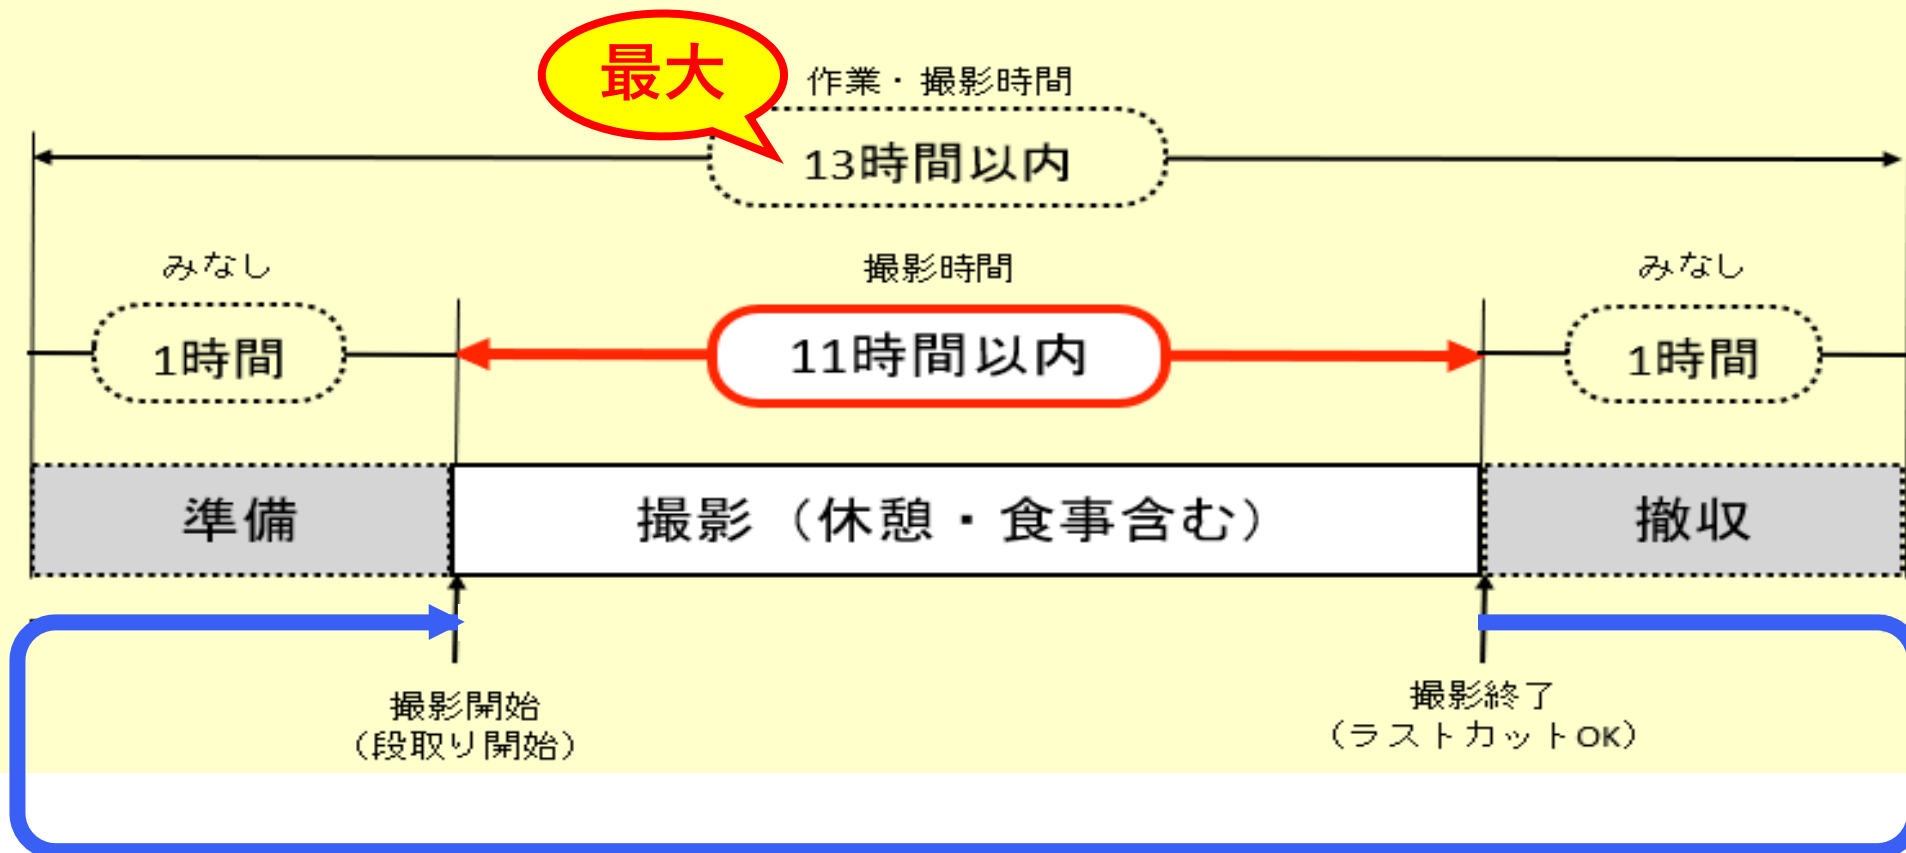 最大
作業・撮影時間
13時間以内
みなし
撮影時間
みなし
1時間
11時間以内
1時間
準備
撮影（休憩・食事含む）
撤収
撮影開始
（段取り開始）
撮影終了
（ラストカットOK）